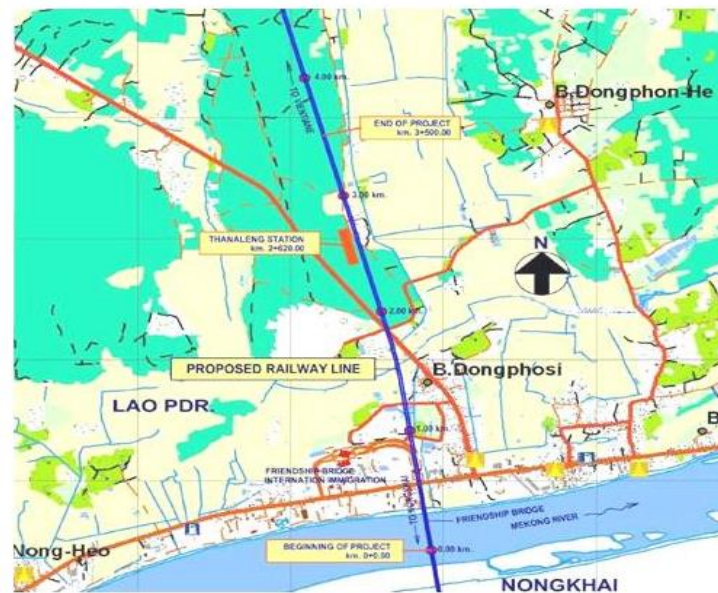 4.00 km.
B.Dongphon-He
TO VIENTIANE
END OF PROJECT
km. 3+500.00
3.00 km.
THANALENG STATION
km. 2+620.00
N
2.00 km.
PROPOSED RAILWAY LINE
B.Dongphosi
LAO PDR.
B
1.00 km.
FRIENDSHIP BRIDGE
INTERNATION IMMIGRATION
FRIENDSHIP BRIDGE
MEKONG RIVER
Nong-Heo
BEGINNING OF PROJECT
km. 0+0.00
0.00 km.
NONGKHAI